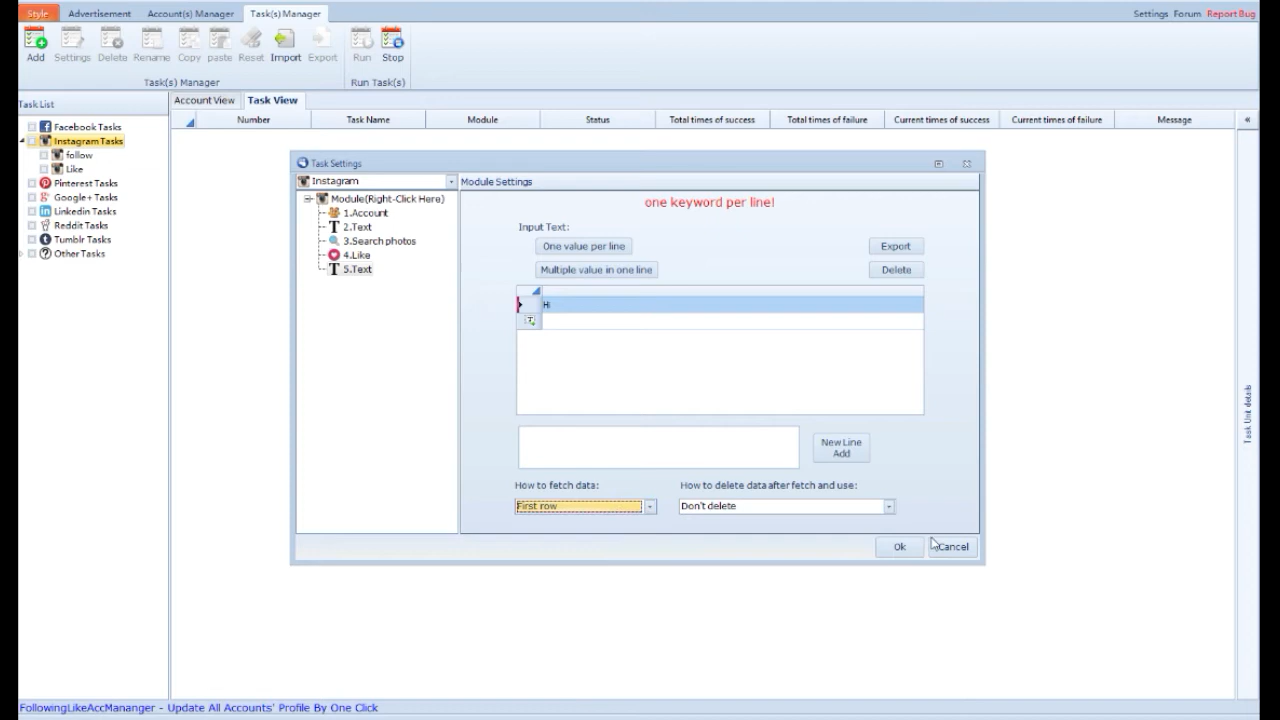 Style Advertisement Account(s) Manager Task(s) Manager Settings Forum Report Bug
Add Settings Delete Rename Copy paste Reset Import Export Run Stop
Task(s) Manager Run Task(s)
Task List
Account View Task View
Number Task Name Module Status Total times of success Total times of failure Current times of success Current times of failure Message «
Facebook Tasks
Instagram Tasks
follow
Like
Pinterest Tasks
Google+ Tasks
Linkedin Tasks
Reddit Tasks
Tumblr Tasks
Other Tasks
Task Settings
Instagram
Module Settings
Module(Right-Click Here)
1.Account
2.Text
3.Search photos
4.Like
5.Text
one keyword per line!
Input Text:
One value per line
Export
Multiple value in one line
Delete
Hi
New Line
Add
How to fetch data: How to delete data after fetch and use:
First row Don't delete
Ok Cancel
Task Unit details
FollowingLikeAccMananger - Update All Accounts' Profile By One Click